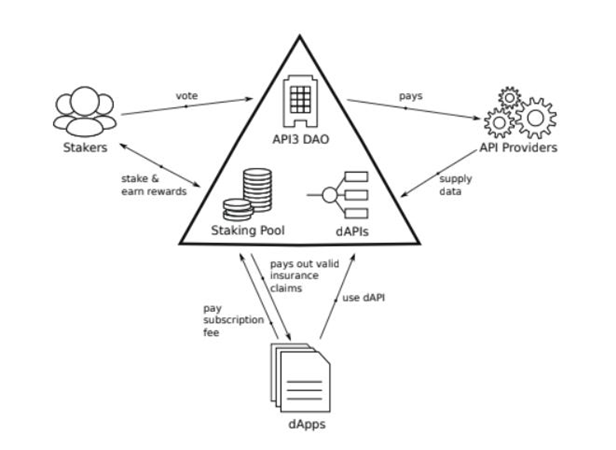 vote
pays
API3 DAO
Stakers
API Providers
stake &
earn rewards
supply
data
Staking Pool
dAPIs
pays out valid
insurance
claims
use dAPI
pay
subscription
fee
dApps